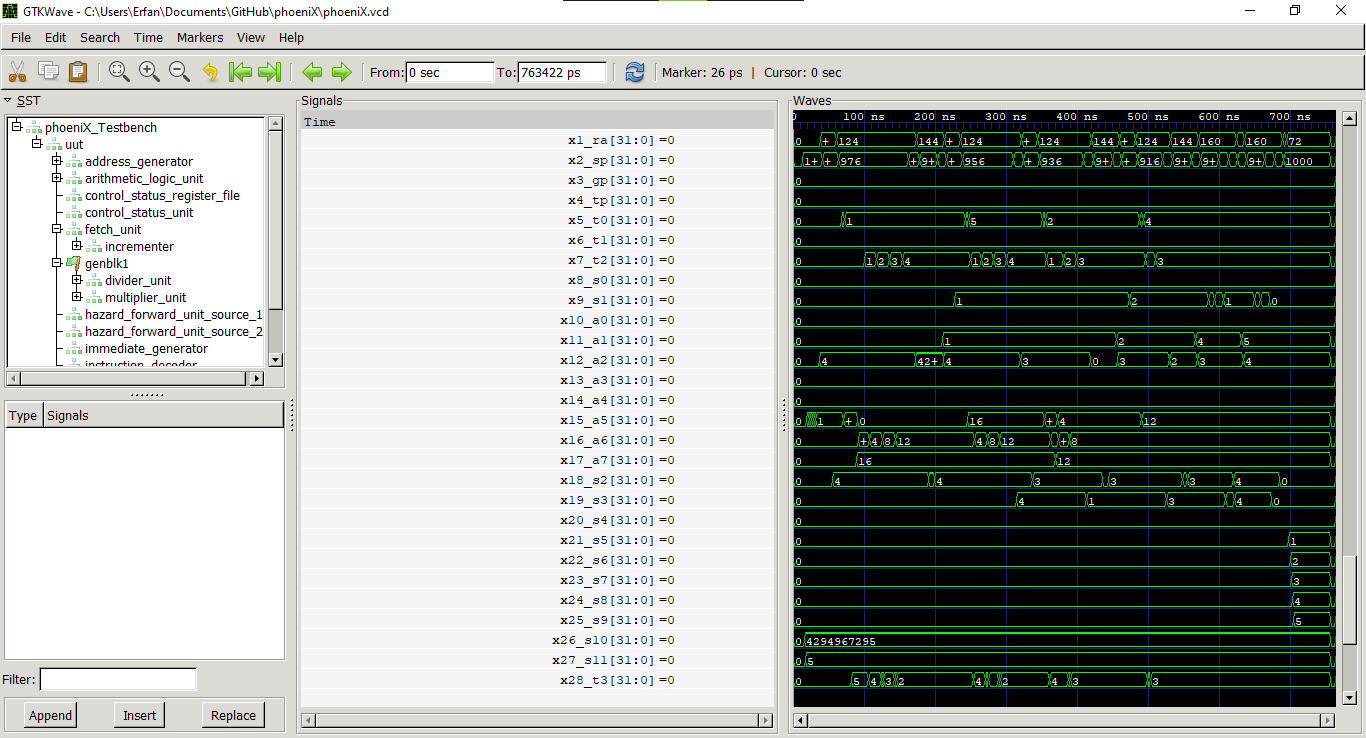 GTKWave - C:\Users\Erfan\Documents\GitHub\phoeniX\phoeniX.vcd
File Edit Search Time Markers View Help
From: 0 sec To: 763422 ps Marker: 26 ps | Cursor: 0 sec
SST
phoeniX_Testbench
uut
address_generator
arithmetic_logic_unit
control_status_register_file
control_status_unit
fetch_unit
incrementer
genblk1
divider_unit
multiplier_unit
hazard_forward_unit_source_1
hazard_forward_unit_source_2
immediate_generator
instruction_decoder
Type Signals
Filter:
Append Insert Replace
Signals
Time
x1_ra[31:0] =0
x2_sp[31:0] =0
x3_gp[31:0] =0
x4_tp[31:0] =0
x5_t0[31:0] =0
x6_t1[31:0] =0
x7_t2[31:0] =0
x8_s0[31:0] =0
x9_s1[31:0] =0
x10_a0[31:0] =0
x11_a1[31:0] =0
x12_a2[31:0] =0
x13_a3[31:0] =0
x14_a4[31:0] =0
x15_a5[31:0] =0
x16_a6[31:0] =0
x17_a7[31:0] =0
x18_s2[31:0] =0
x19_s3[31:0] =0
x20_s4[31:0] =0
x21_s5[31:0] =0
x22_s6[31:0] =0
x23_s7[31:0] =0
x24_s8[31:0] =0
x25_s9[31:0] =0
x26_s10[31:0] =0
x27_s11[31:0] =0
x28_t3[31:0] =0
Waves
0 100 ns 200 ns 300 ns 400 ns 500 ns 600 ns 700 ns
0 + 124 144 + 124 + 124 144 + 124 144 160 160 72
0 1+ + 976 + 9+ + 956 + 936 9+ + 916 9+ 9+ 9+ 1000
0
0
0 1 5 2 4
0
0 1 2 3 4 1 2 3 4 1 2 3 3
0
0 1 2 1 0
0
0 1 2 4 5
0 4 42+ 4 3 0 3 2 3 4
0
0
0 1 + 0 16 + 4 12
0 + 4 8 12 4 8 12 + 8
0 16 12
0 4 4 3 3 3 4 0
0 4 1 3 4 0
0
0 1
0 2
0 3
0 4
0 5
0 4294967295
0 5
0 5 4 3 2 4 2 4 3 3